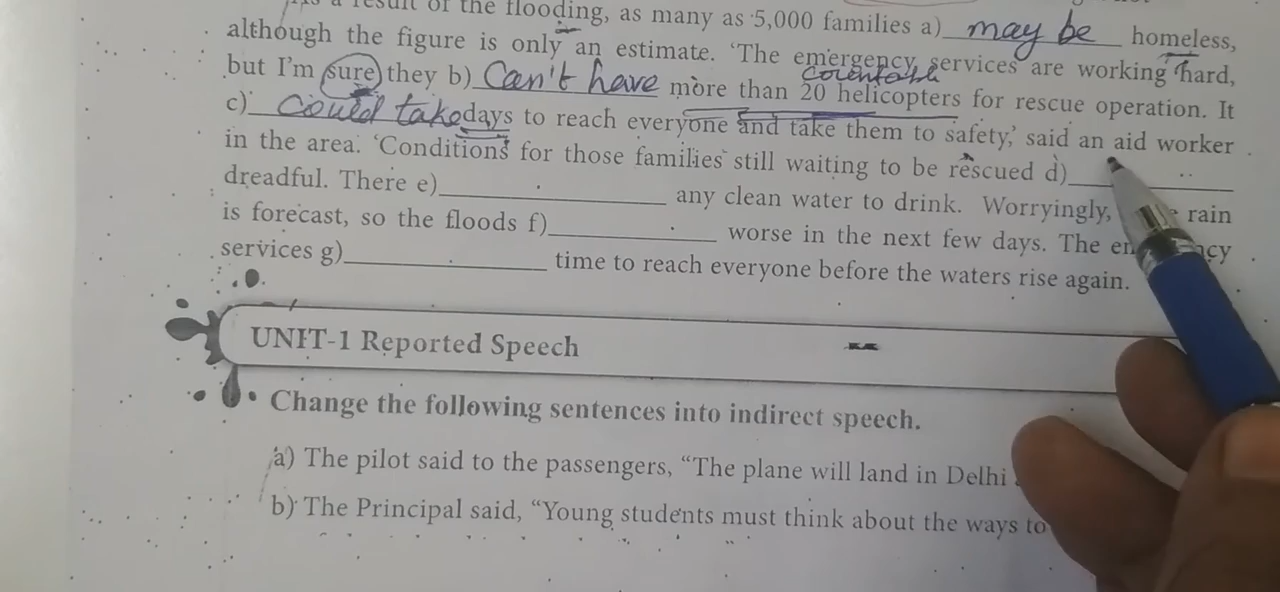 As a result of the flooding, as many as 5,000 families a) may be homeless,
although the figure is only an estimate. 'The emergency services are working hard,
countable
but I'm sure they b) Can't have more than 20 helicopters for rescue operation. It
c) could take days to reach everyone and take them to safety,' said an aid worker
in the area. 'Conditions for those families still waiting to be rescued d)
dreadful. There e) any clean water to drink. Worryingly, rain
is forecast, so the floods f) worse in the next few days. The
services g) time to reach everyone before the waters rise again.
UNIT-1 Reported Speech
• Change the following sentences into indirect speech.
a) The pilot said to the passengers, “The plane will land in Delhi
b) The Principal said, “Young students must think about the ways to